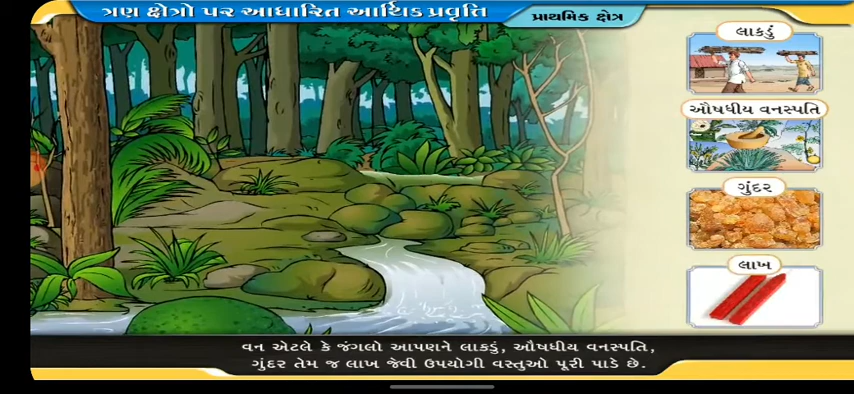 ત્રણ ક્ષેત્રો પર આધારિત આર્થિક પ્રવૃત્તિ
પ્રાથમિક ક્ષેત્ર
લાકડું
ઔષધીય વનસ્પતિ
ગુંદર
લાખ
વન એટલે કે જંગલો આપણને લાકડું, ઔષધીય વનસ્પતિ,
ગુંદર તેમ જ લાખ જેવી ઉપયોગી વસ્તુઓ પૂરી પાડે છે.